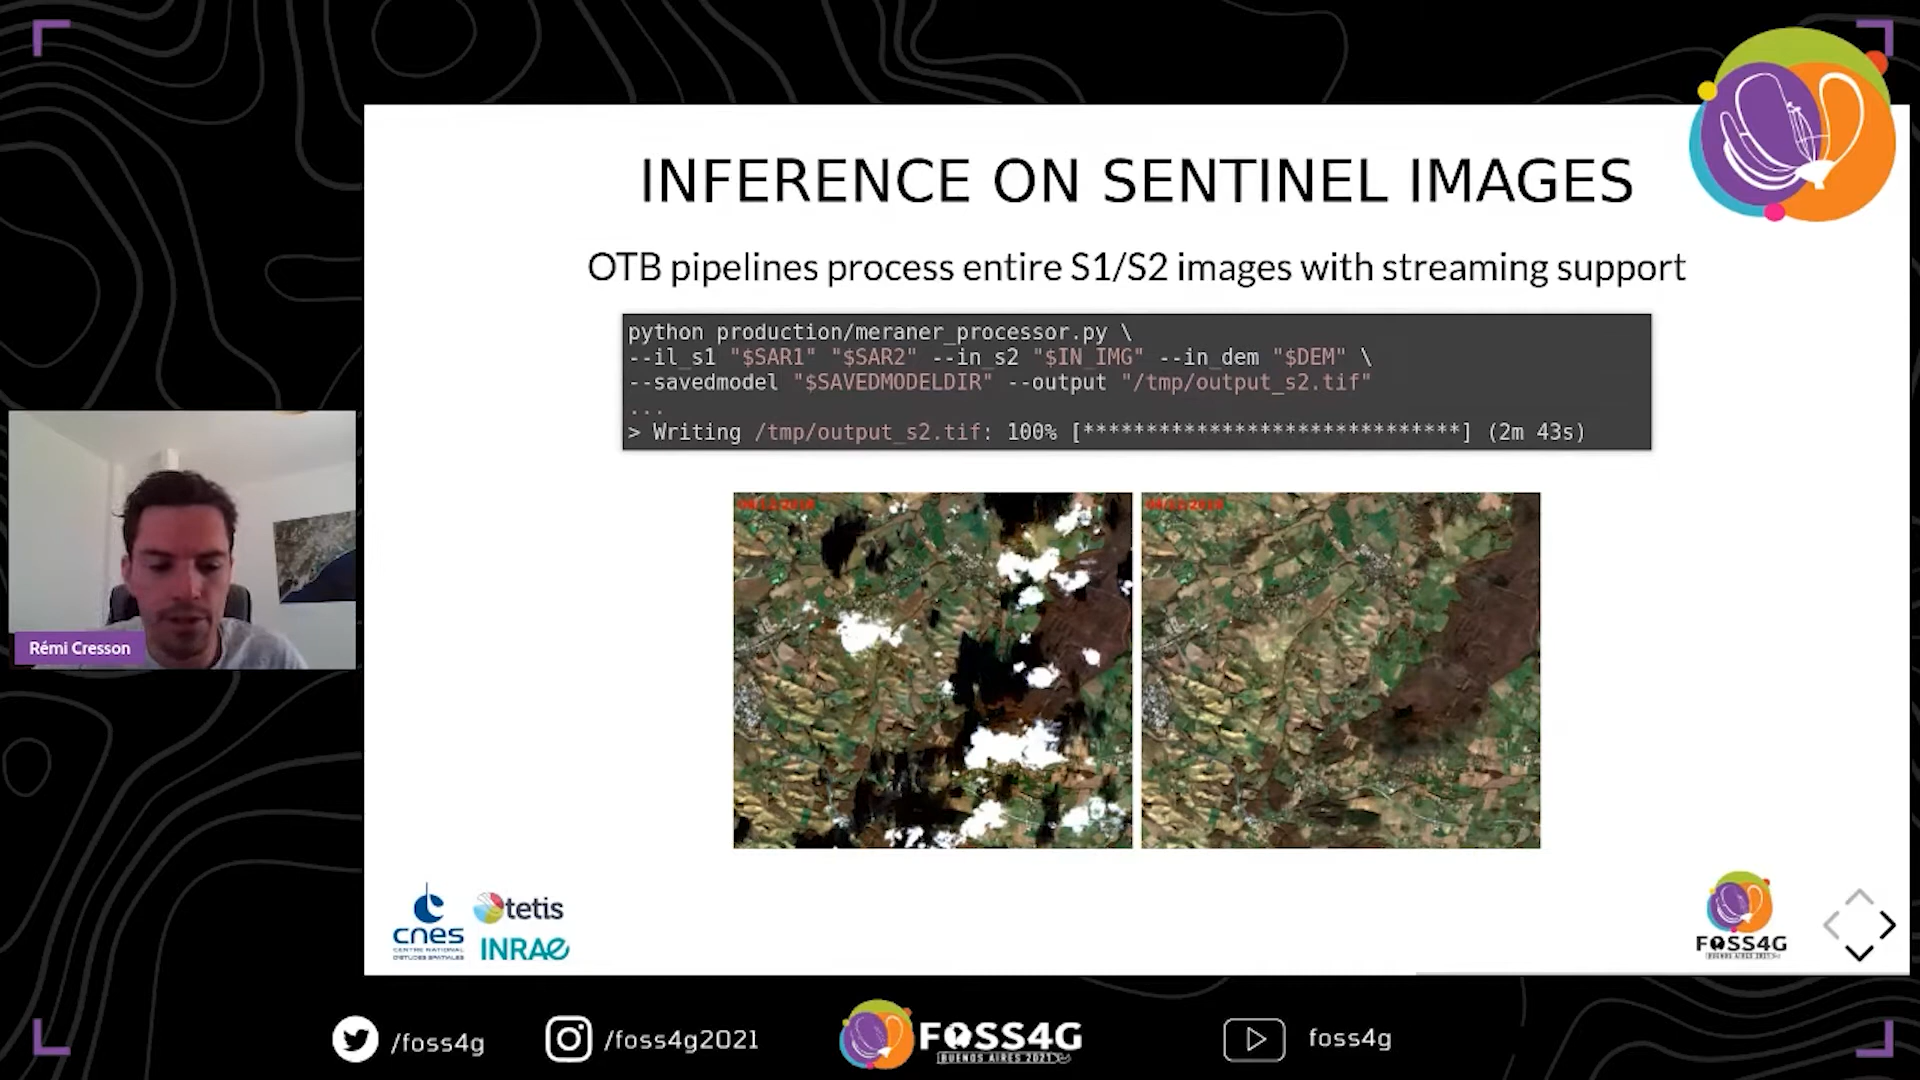 INFERENCE ON SENTINEL IMAGES
OTB pipelines process entire S1/S2 images with streaming support
python production/meraner_processor.py \
--il_s1 "$SAR1" "$SAR2" --in_s2 "$IN_IMG" --in_dem "$DEM" \
--savedmodel "$SAVEDMODELDIR" --output "/tmp/output_s2.tif"
...
> Writing /tmp/output_s2.tif: 100% [******************************] (2m 43s)
Rémi Cresson
cnes
CENTRE NATIONAL
D'ÉTUDES SPATIALES
tetis
INRAE
FOSS4G
BUENOS AIRES 2021
/foss4g
/foss4g2021
FOSS4G
BUENOS AIRES 2021
foss4g